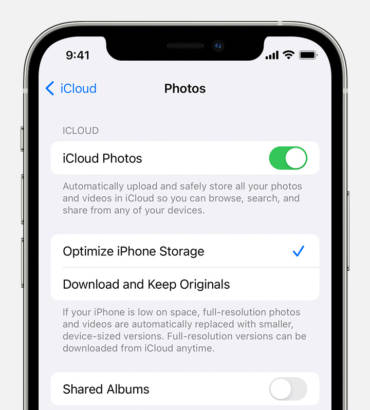 9:41
iCloud
Photos
ICLOUD
iCloud Photos
Automatically upload and safely store all your photos
and videos in iCloud so you can browse, search, and
share from any of your devices.
Optimize iPhone Storage
Download and Keep Originals
If your iPhone is low on space, full-resolution photos
and videos are automatically replaced with smaller,
device-sized versions. Full-resolution versions can be
downloaded from iCloud anytime.
Shared Albums